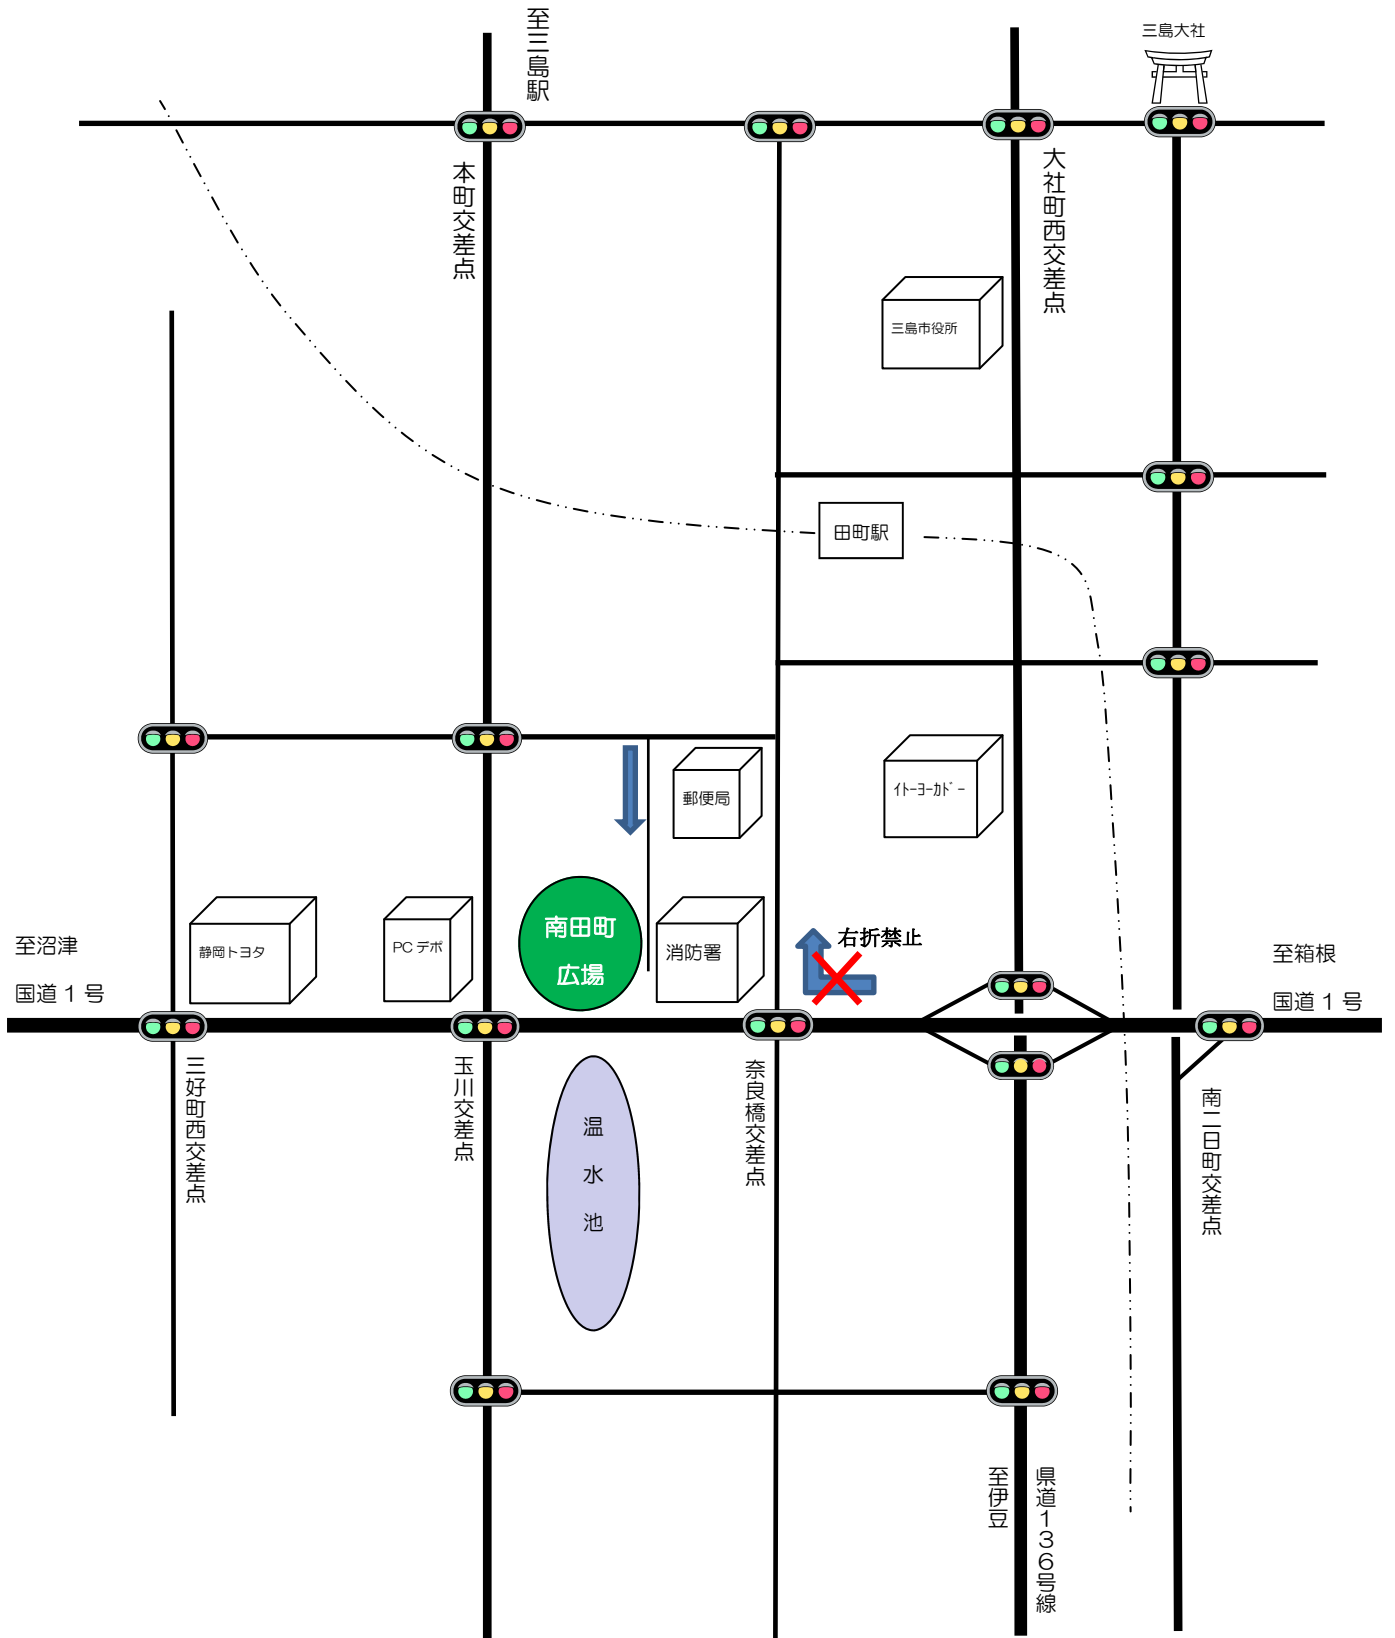 至三島駅
三島大社
本町交差点
大社町西交差点
三島市役所
田町駅
郵便局
ｲﾄｰﾖｰｶﾄﾞｰ
南田町
広場
静岡トヨタ
PCデポ
消防署
右折禁止
至沼津
国道１号
至箱根
国道１号
三好町西交差点
玉川交差点
奈良橋交差点
南二日町交差点
温
水
池
至伊豆
県道１３６号線